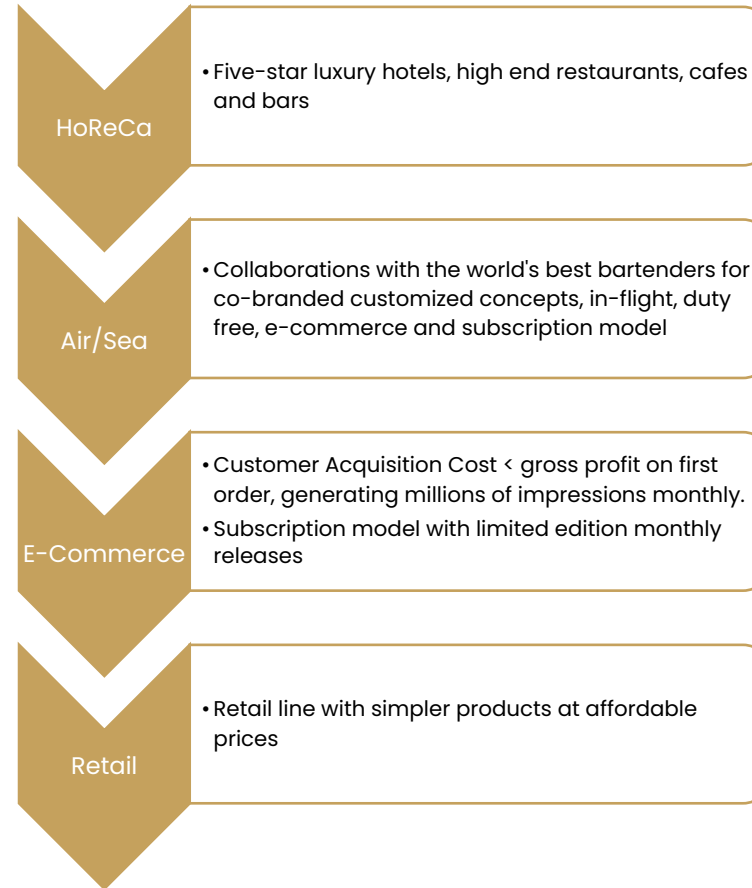 HoReCa
• Five-star luxury hotels, high end restaurants, cafes
and bars
Air/Sea
• Collaborations with the world's best bartenders for
co-branded customized concepts, in-flight, duty
free, e-commerce and subscription model
E-Commerce
• Customer Acquisition Cost < gross profit on first
order, generating millions of impressions monthly.
• Subscription model with limited edition monthly
releases
Retail
• Retail line with simpler products at affordable
prices